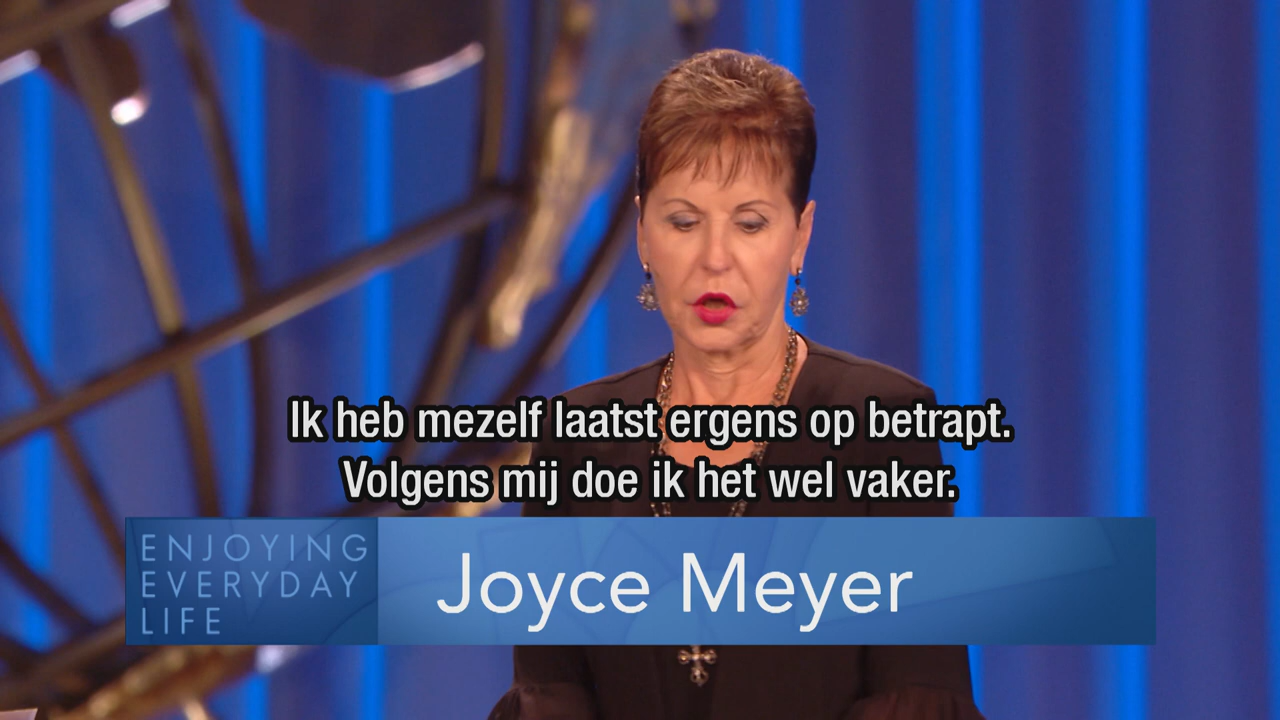 Ik heb mezelf laatst ergens op betrapt.
Volgens mij doe ik het wel vaker.
ENJOYING
EVERYDAY
LIFE
Joyce Meyer